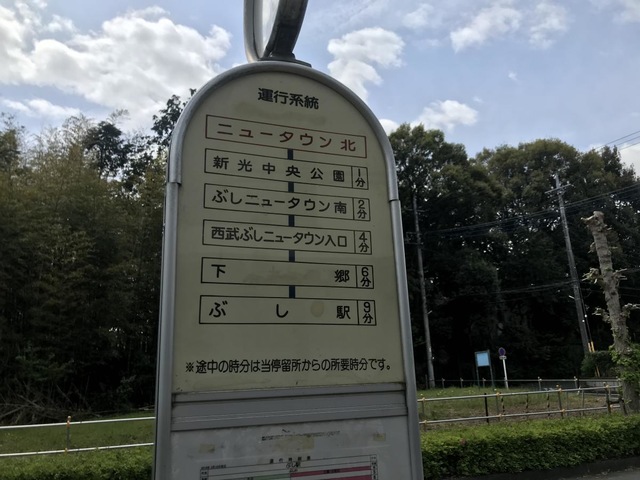 運行系統
ニュータウン北
新光中央公園 1分
ぶしニュータウン南 2分
西武ぶしニュータウン入口 4分
下郷 6分
ぶし駅 9分
※途中の時分は当停留所からの所要時分です。